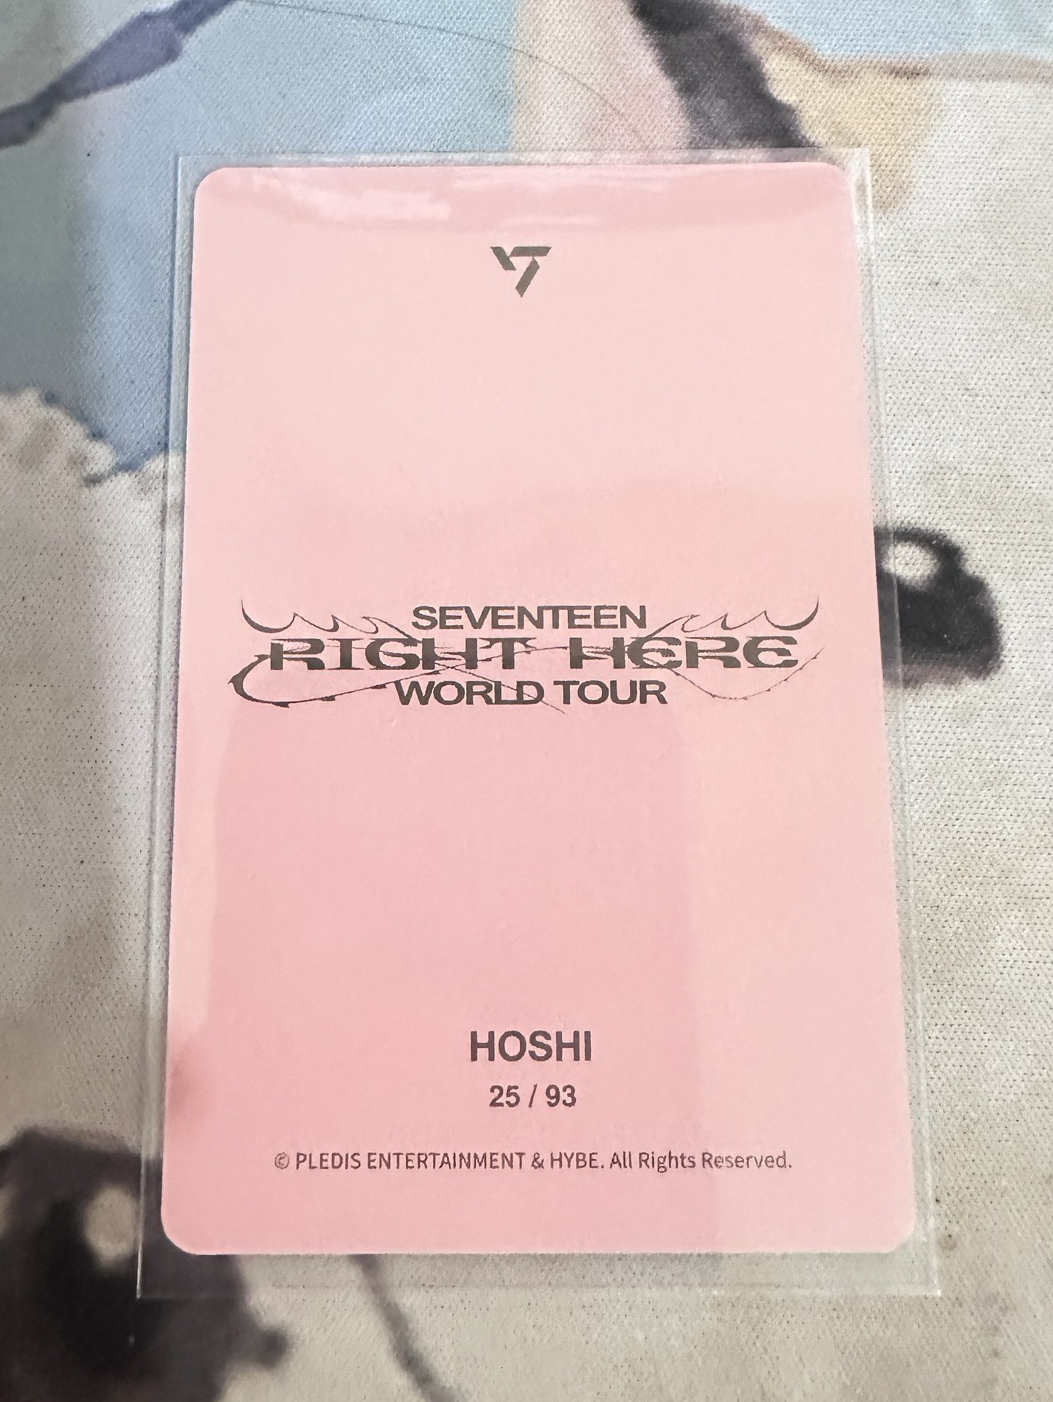 SEVENTEEN
RIGHT HERE
WORLD TOUR
HOSHI
25 / 93
© PLEDIS ENTERTAINMENT & HYBE. All Rights Reserved.